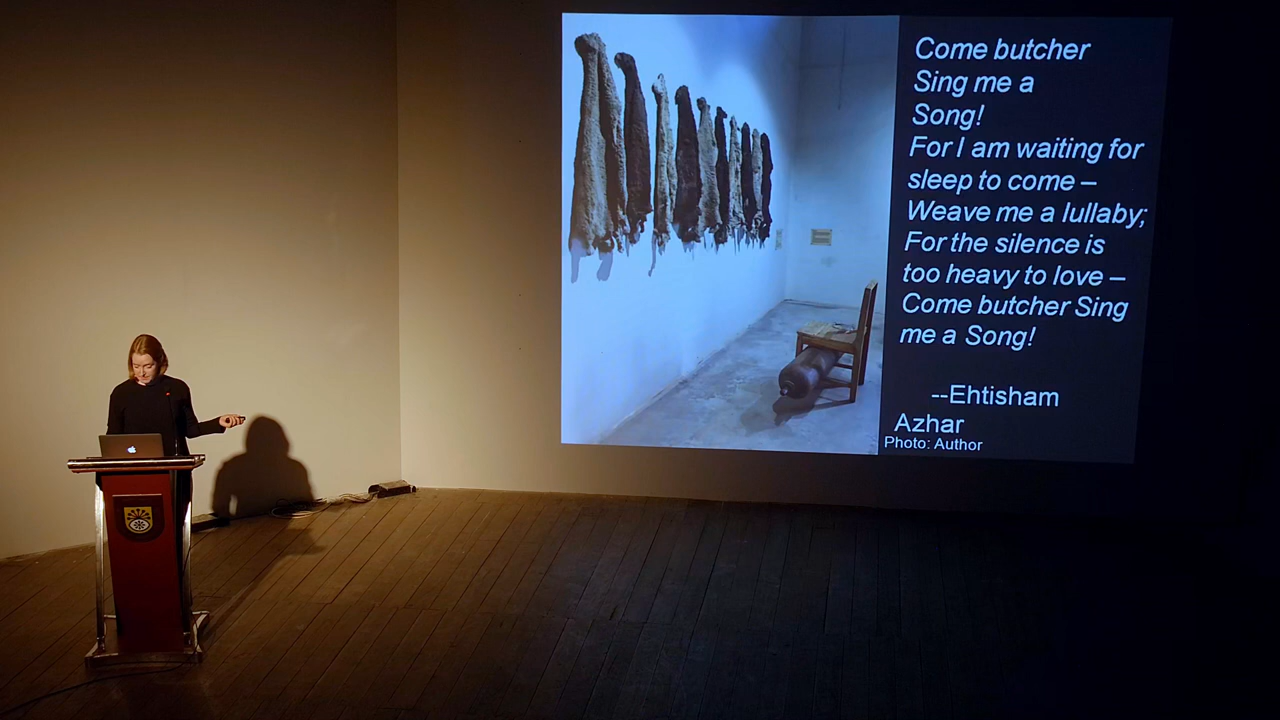 Come butcher
Sing me a
Song!
For I am waiting for
sleep to come –
Weave me a lullaby;
For the silence is
too heavy to love –
Come butcher Sing
me a Song!
--Ehtisham
Azhar
Photo: Author